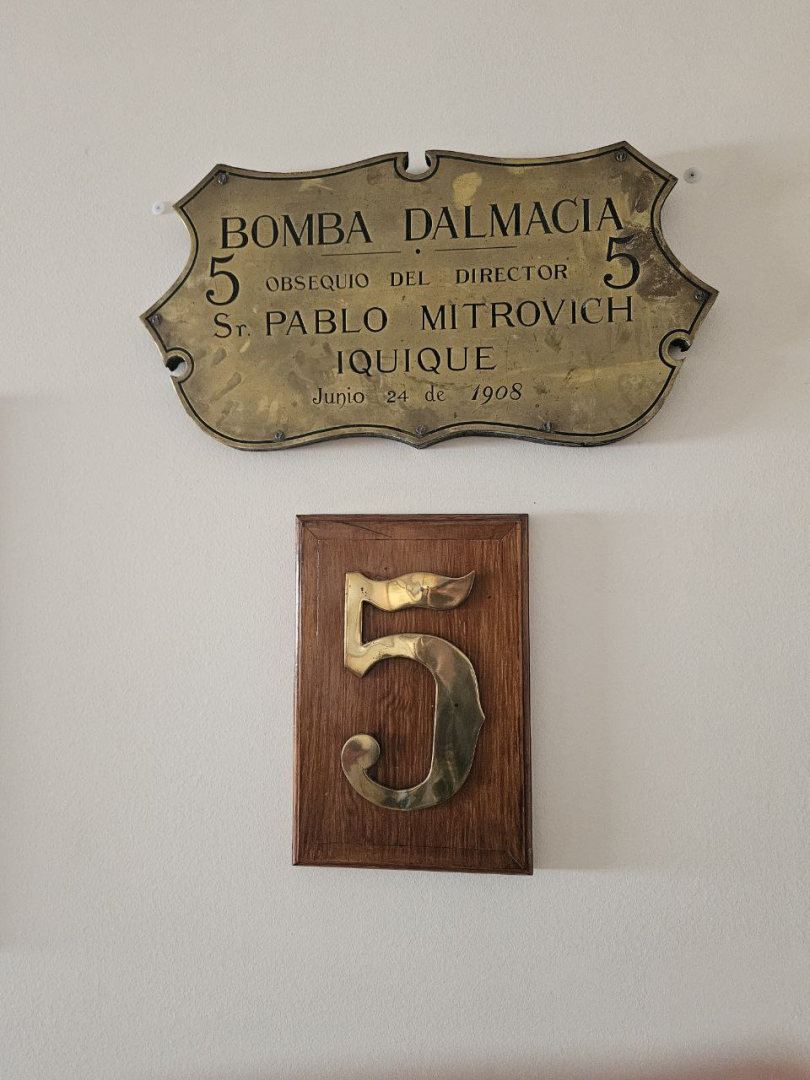 BOMBA DALMACIA
5 OBSEQUIO DEL DIRECTOR 5
Sr. PABLO MITROVICH
IQUIQUE
Junio 24 de 1908
5